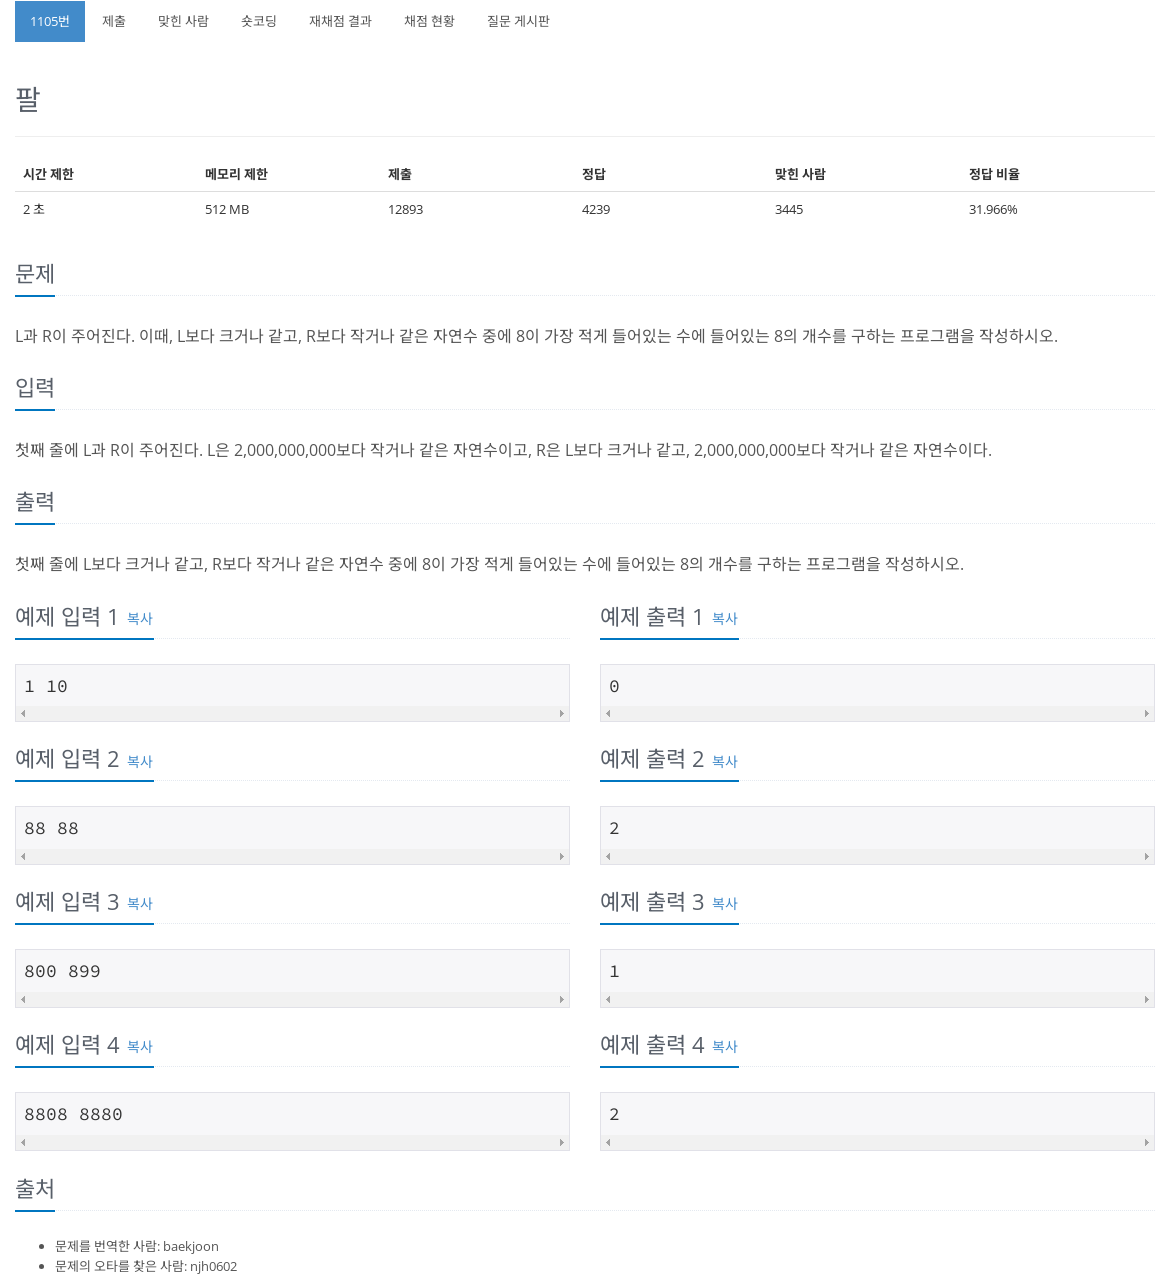 1105번 제출 맞힌 사람 숏코딩 재채점 결과 채점 현황 질문 게시판
팔
시간 제한 메모리 제한 제출 정답 맞힌 사람 정답 비율
2 초 512 MB 12893 4239 3445 31.966%
문제
L과 R이 주어진다. 이때, L보다 크거나 같고, R보다 작거나 같은 자연수 중에 8이 가장 적게 들어있는 수에 들어있는 8의 개수를 구하는 프로그램을 작성하시오.
입력
첫째 줄에 L과 R이 주어진다. L은 2,000,000,000보다 작거나 같은 자연수이고, R은 L보다 크거나 같고, 2,000,000,000보다 작거나 같은 자연수이다.
출력
첫째 줄에 L보다 크거나 같고, R보다 작거나 같은 자연수 중에 8이 가장 적게 들어있는 수에 들어있는 8의 개수를 구하는 프로그램을 작성하시오.
예제 입력 1 복사 예제 출력 1 복사
1 10 0
예제 입력 2 복사 예제 출력 2 복사
88 88 2
예제 입력 3 복사 예제 출력 3 복사
800 899 1
예제 입력 4 복사 예제 출력 4 복사
8808 8880 2
출처
문제를 번역한 사람: baekjoon
문제의 오타를 찾은 사람: njh0602